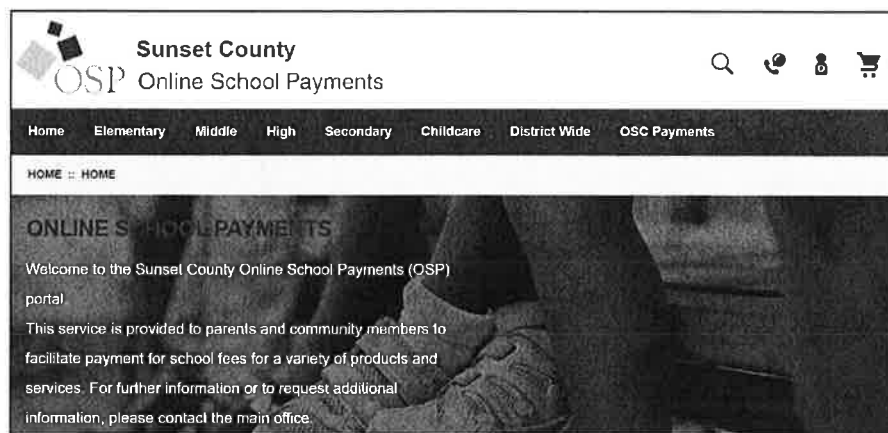 OSP
Sunset County
Online School Payments
Home Elementary Middle High Secondary Childcare District Wide OSC Payments
HOME :: HOME
ONLINE SCHOOL PAYMENTS
Welcome to the Sunset County Online School Payments (OSP)
portal.
This service is provided to parents and community members to
facilitate payment for school fees for a variety of products and
services. For further information or to request additional
information, please contact the main office.